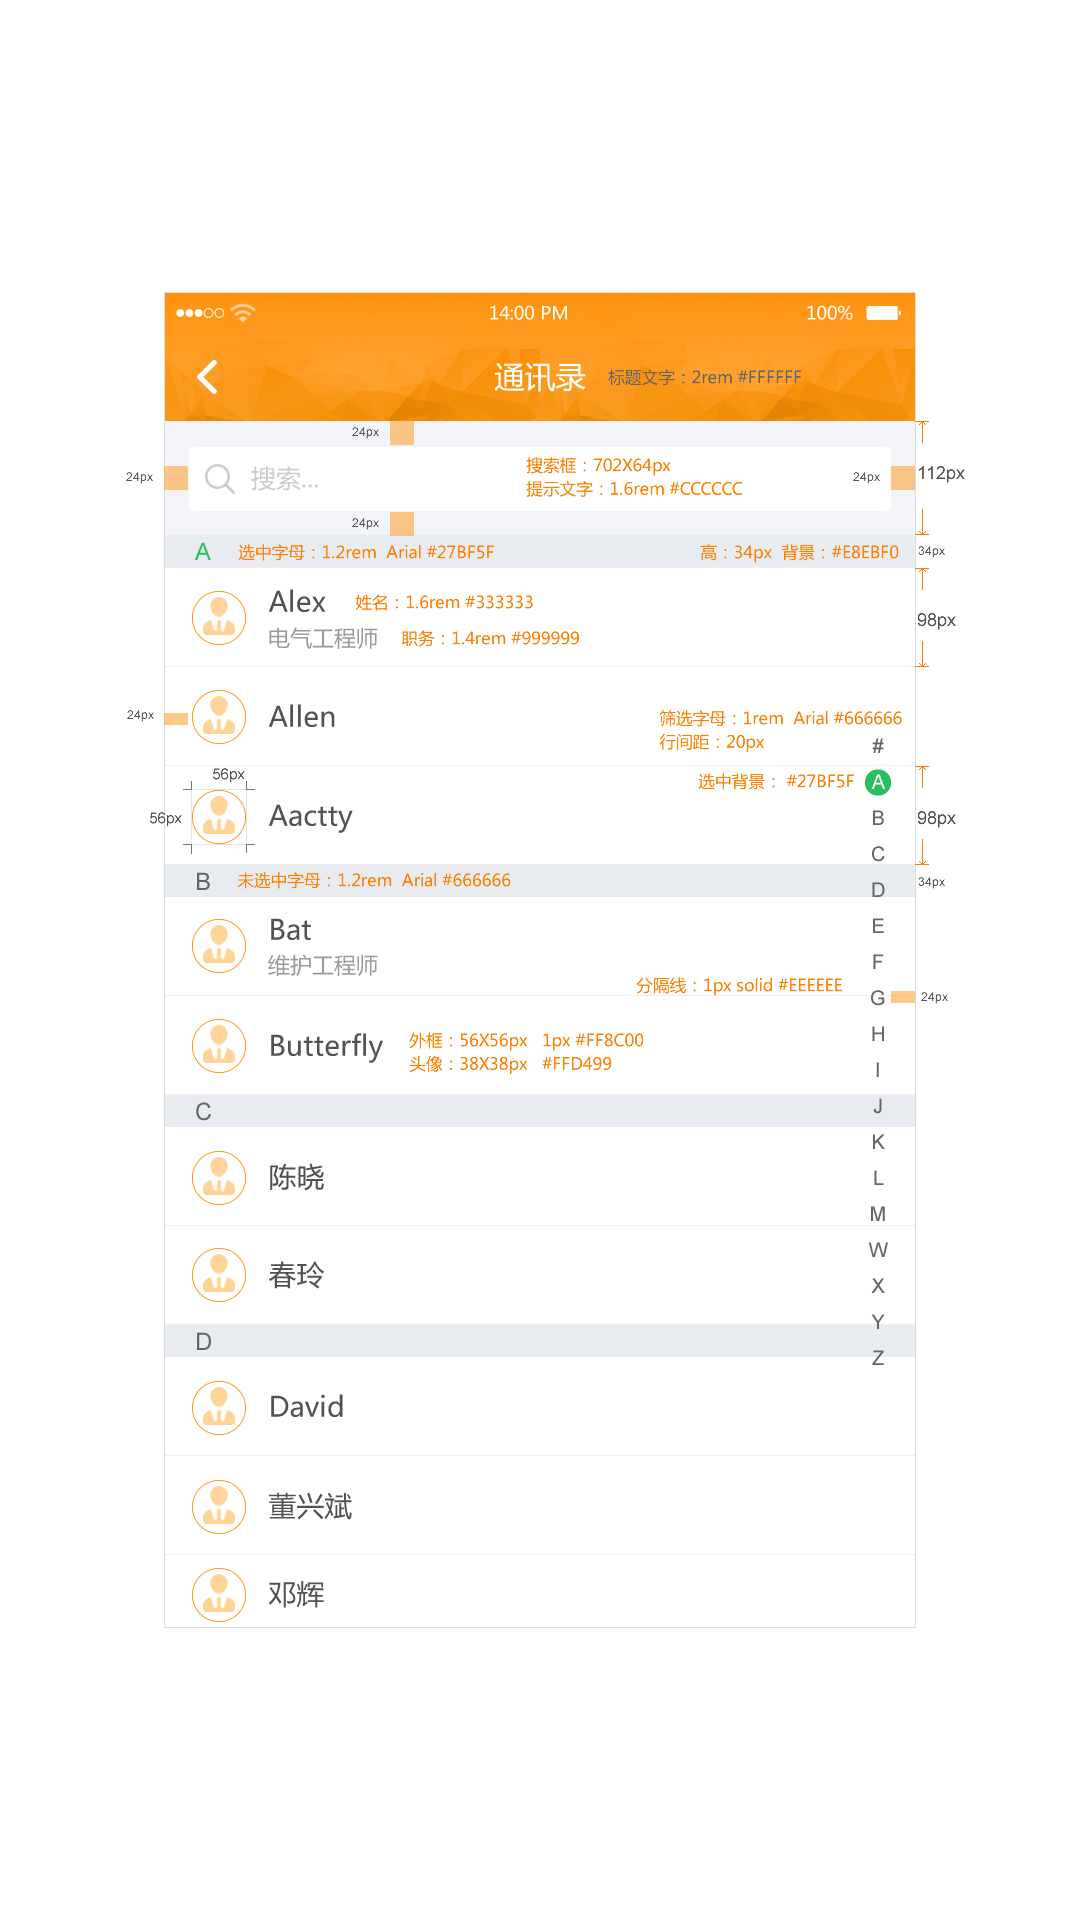 14:00 PM 100%
通讯录 标题文字：2rem #FFFFFF
24px
搜索框：702X64px
24px 搜索... 24px 112px
提示文字：1.6rem #CCCCCC
24px
A 选中字母：1.2rem Arial #27BF5F 高：34px 背景：#E8EBF0 34px
Alex 姓名：1.6rem #333333
98px
电气工程师 职务：1.4rem #999999
24px Allen 筛选字母：1rem Arial #666666
行间距：20px
#
56px
选中背景： #27BF5F A
56px Aactty B 98px
C
B 未选中字母：1.2rem Arial #666666 34px
D
Bat E
维护工程师 F
分隔线：1px solid #EEEEEE
G 24px
Butterfly 外框：56X56px 1px #FF8C00 H
头像：38X38px #FFD499
I
C J
K
陈晓 L
M
W
春玲 X
Y
D
Z
David
董兴斌
邓辉